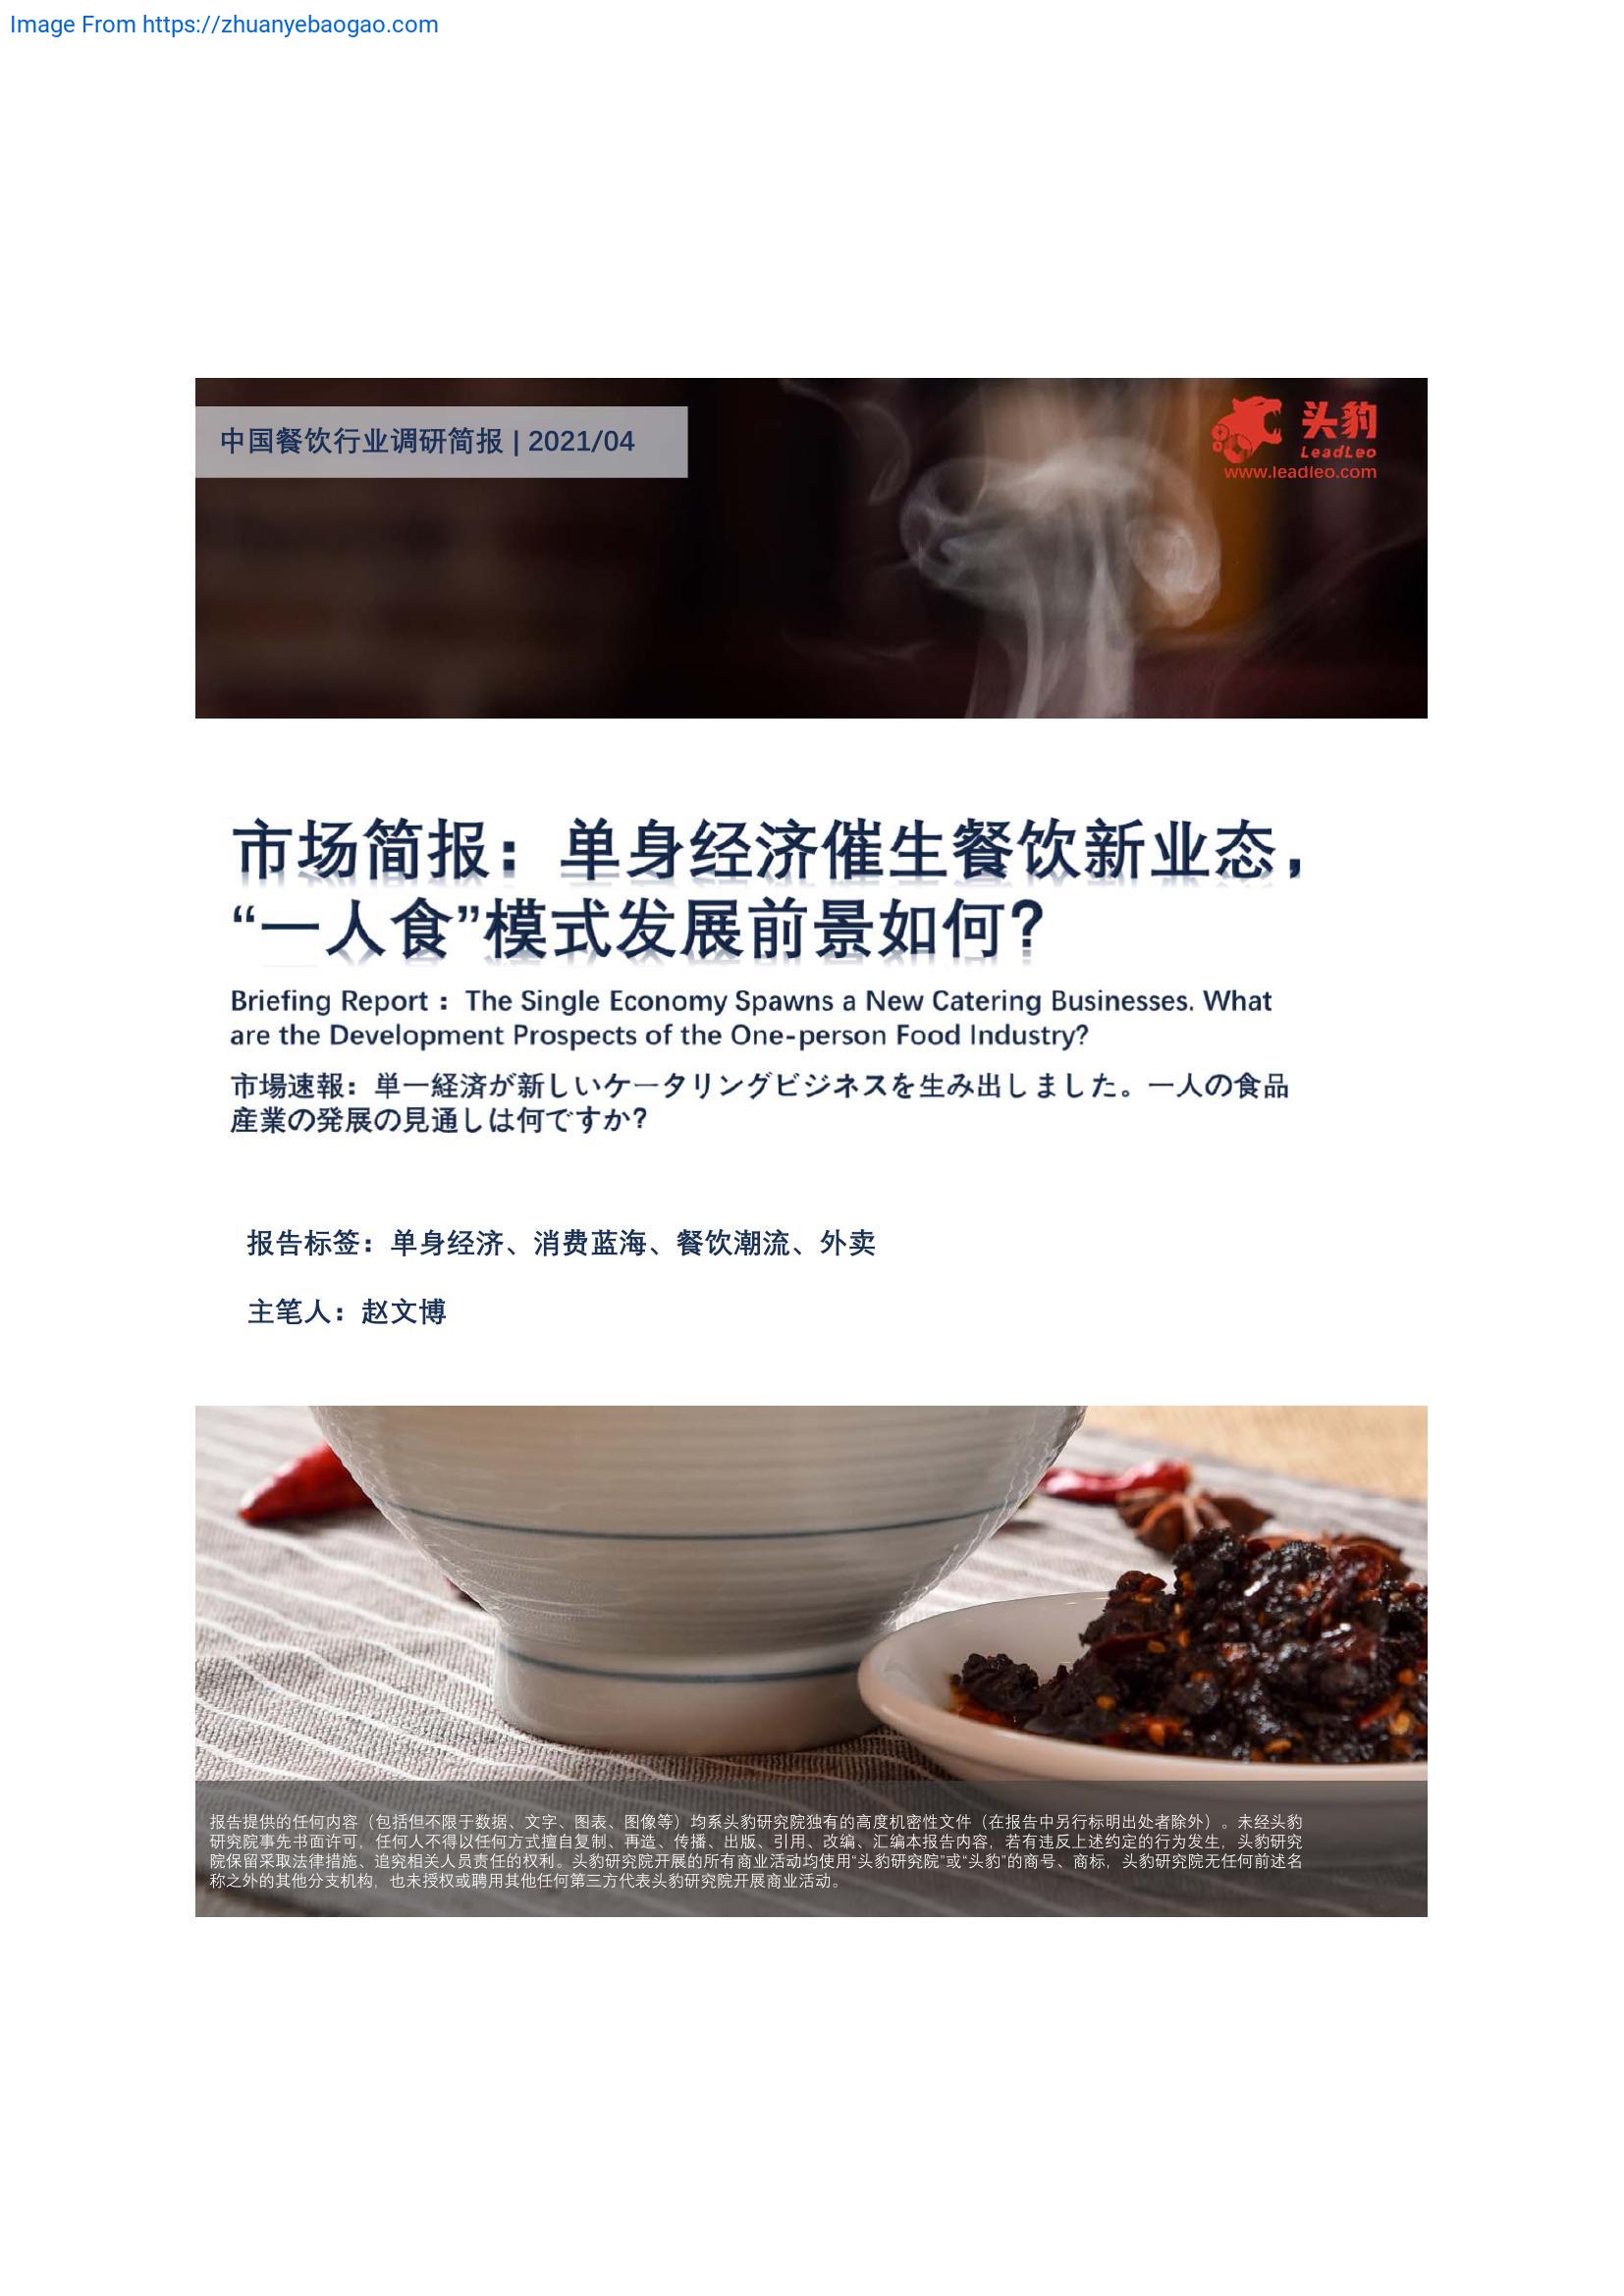 Image From https://zhuanyebaogao.com
中国餐饮行业调研简报 | 2021/04
头豹
LeadLeo
www.leadleo.com
市场简报：单身经济催生餐饮新业态，
“一人食”模式发展前景如何?
Briefing Report： The Single Economy Spawns a New Catering Businesses. What
are the Development Prospects of the One-person Food Industry?
市場速報：単一経済が新しいケータリングビジネスを生み出しました。一人の食品
産業の発展の見通しは何ですか?
报告标签：单身经济、消费蓝海、餐饮潮流、外卖
主笔人：赵文博
报告提供的任何内容（包括但不限于数据、文字、图表、图像等）均系头豹研究院独有的高度机密性文件（在报告中另行标明出处者除外）。未经头豹
研究院事先书面许可，任何人不得以任何方式擅自复制、再造、传播、出版、引用、改编、汇编本报告内容，若有违反上述约定的行为发生，头豹研究
院保留采取法律措施、追究相关人员责任的权利。头豹研究院开展的所有商业活动均使用“头豹研究院”或“头豹”的商号、商标，头豹研究院无任何前述名
称之外的其他分支机构，也未授权或聘用其他任何第三方代表头豹研究院开展商业活动。